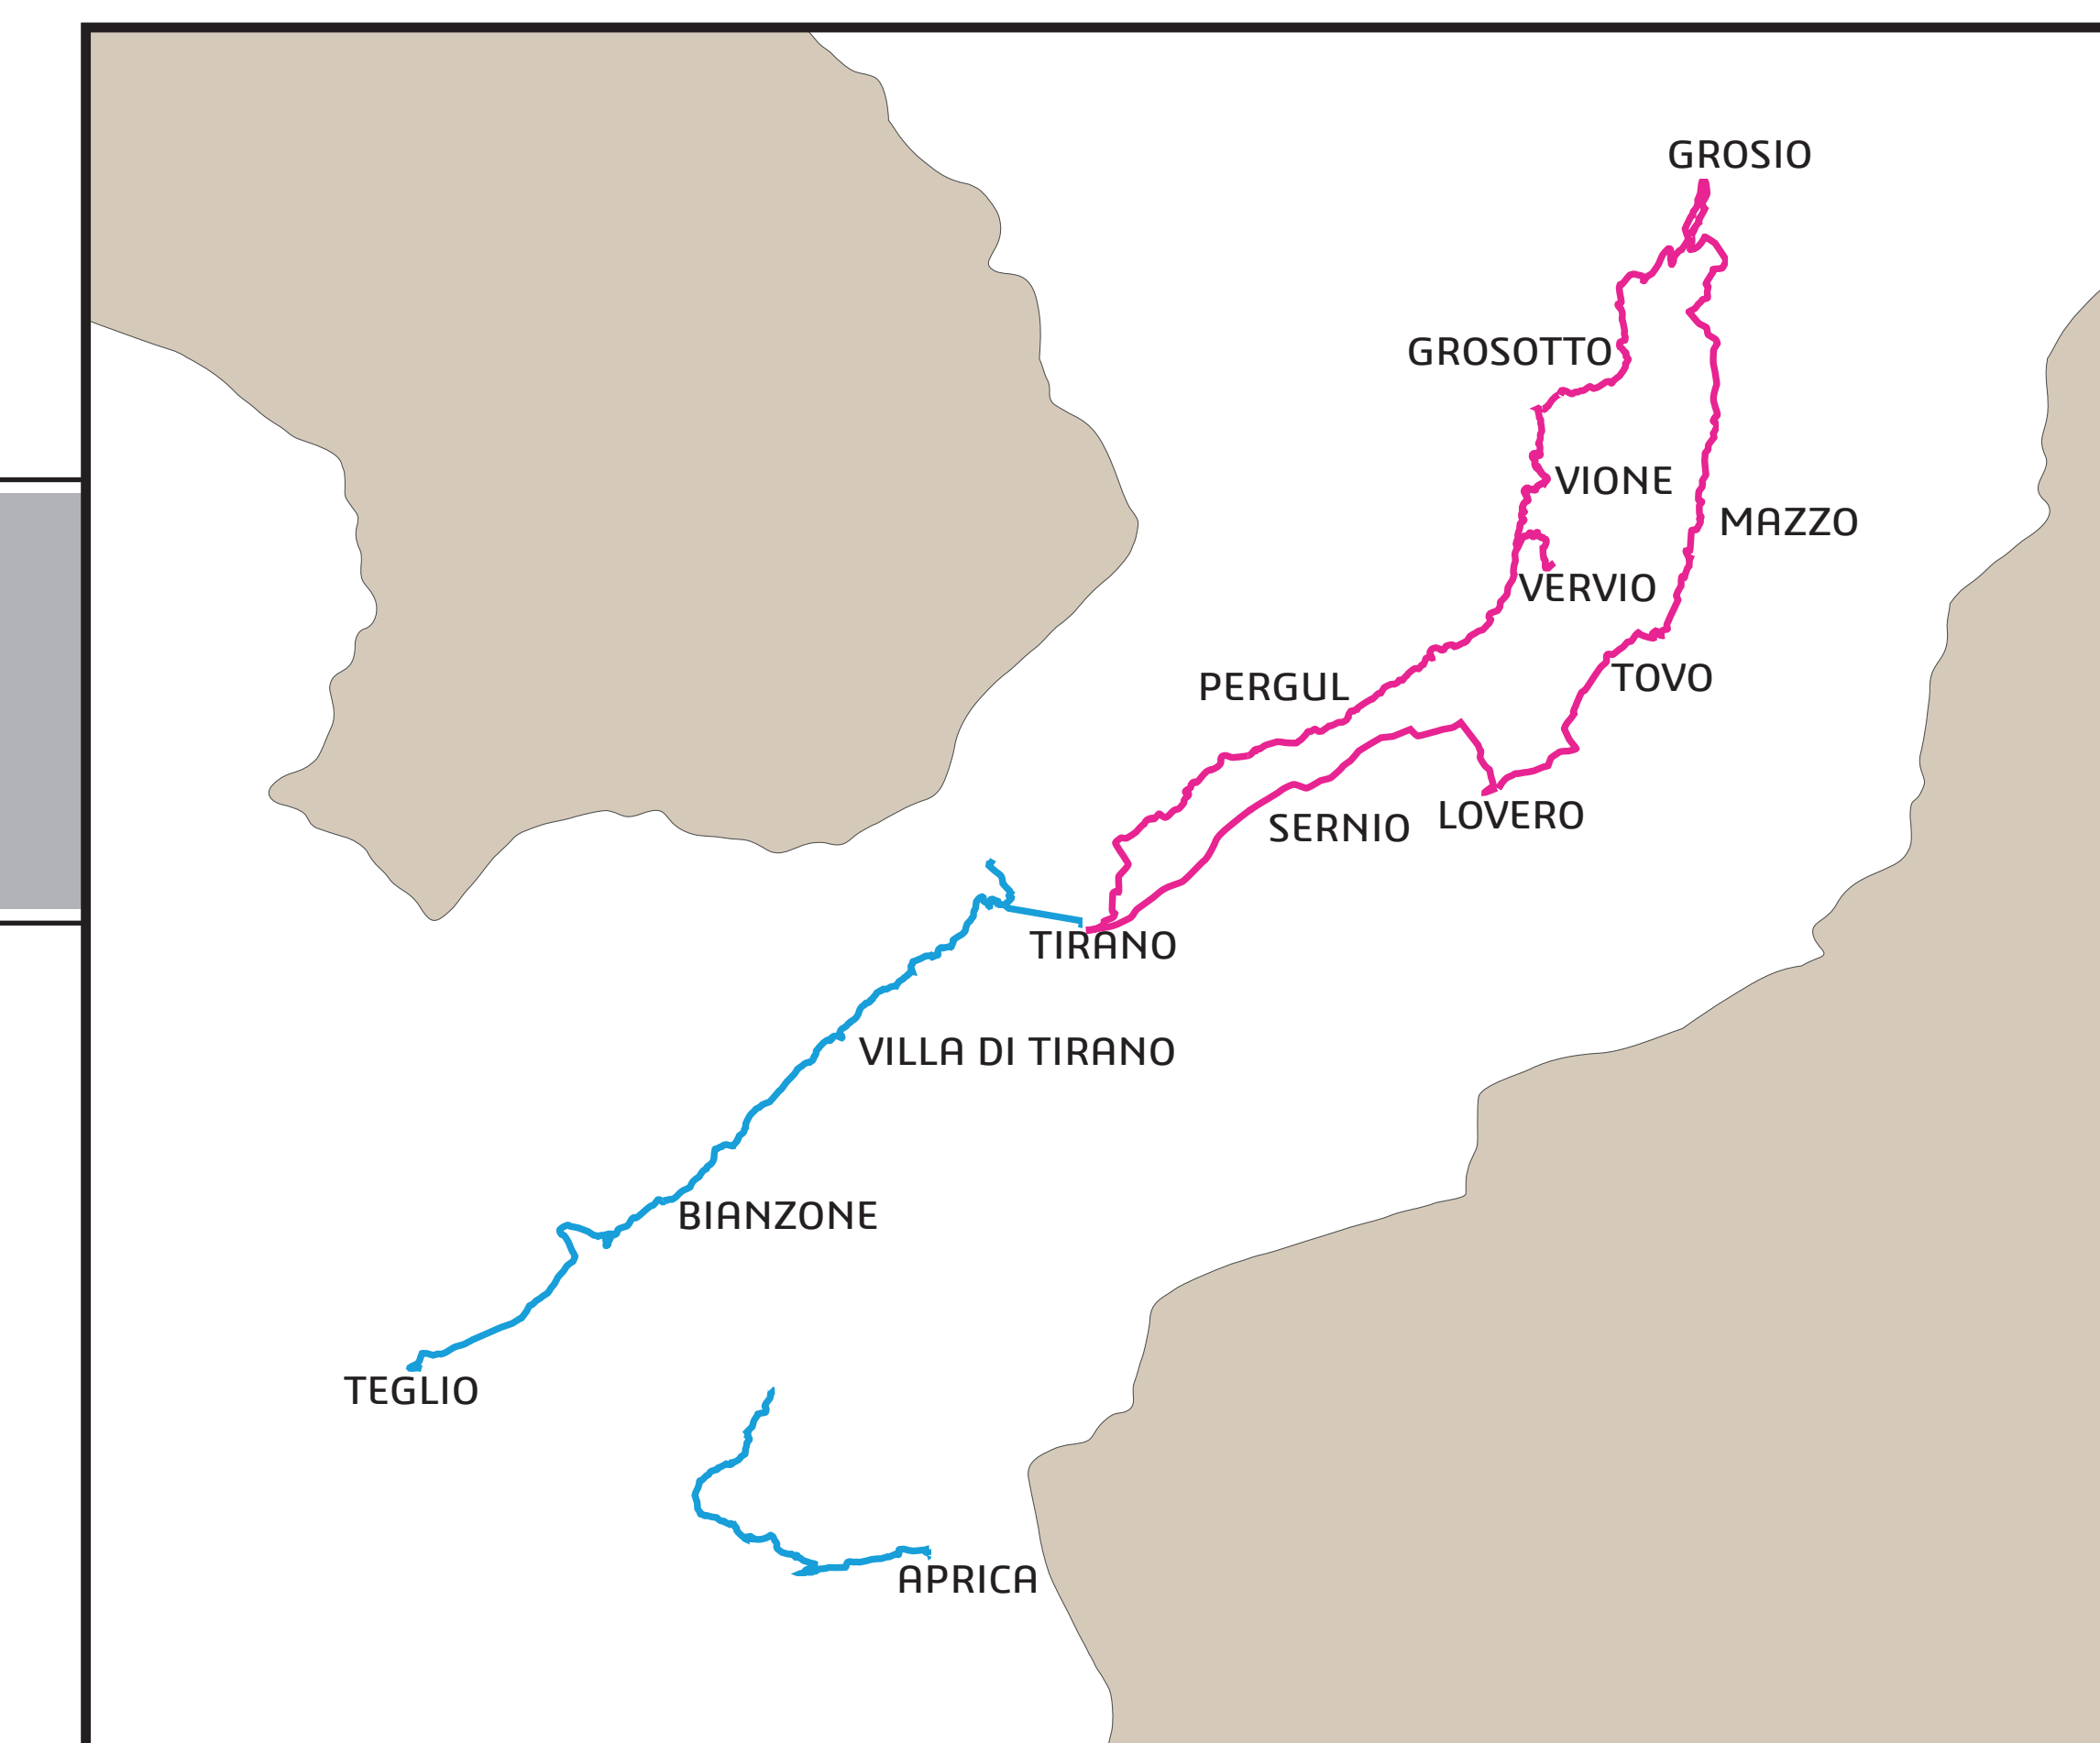 GROSIO
GROSOTTO
VIONE
MAZZO
VERVIO
TOVO
PERGUL
LOVERO
SERNIO
TIRANO
VILLA DI TIRANO
BIANZONE
TEGLIO
APRICA